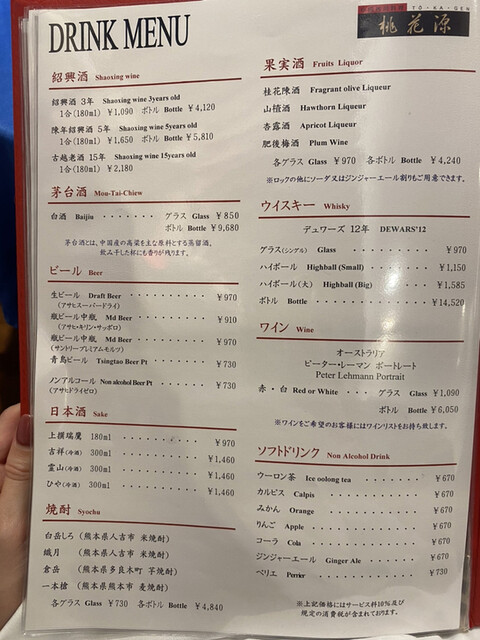 DRINK MENU
TO-KA-GEN
桃花源
紹興酒 Shaoxing wine
紹興酒 3年 Shaoxing wine 3years old
1合(180ml) ¥1,090 ボトル Bottle ¥4,120
陳年紹興酒 5年 Shaoxing wine 5years old
1合(180ml) ¥1,650 ボトル Bottle ¥5,810
古越老酒 15年 Shaoxing wine 15years old
1合(180ml) ¥2,180
茅台酒 Mou-Tai-Chiew
白酒 Baijiu ・・・・・・・ グラス Glass ¥850
ボトル Bottle ¥9,680
茅台酒とは、中国産の高粱を主な原料とする蒸留酒。
飲み干した杯にも香りが残ります。
ビール Beer
生ビール Draft Beer ・・・・・・・・・・ ¥970
(アサヒスーパードライ)
瓶ビール中瓶 Md Beer ・・・・・・・・・ ¥910
(アサヒ・キリン・サッポロ)
瓶ビール中瓶 Md Beer ・・・・・・・・・ ¥970
(サントリープレミアムモルツ)
青島ビール Tsingtao Beer Pt ・・・・・・・ ¥730
ノンアルコール Non alcohol Beer Pt ・・・・・ ¥730
(アサヒドライゼロ)
日本酒 Sake
上撰瑞鷹 180ml ・・・・・・・・・・ ¥970
吉祥(冷酒) 300ml ・・・・・・・・・・ ¥1,460
霊山(冷酒) 300ml ・・・・・・・・・・ ¥1,460
ひや(冷酒) 300ml ・・・・・・・・・・ ¥1,460
焼酎 Syochu
白岳しろ (熊本県人吉市 米焼酎)
繊月 (熊本県人吉市 米焼酎)
倉岳 (熊本県多良木町 芋焼酎)
一本槍 (熊本県熊本市 麦焼酎)
各グラス Glass ¥730 各ボトル Bottle ¥4,840
果実酒 Fruits Liquor
桂花陳酒 Fragrant olive Liqueur
山樝酒 Hawthorn Liqueur
杏露酒 Apricot Liqueur
肥後梅酒 Plum Wine
各グラス Glass ¥970 各ボトル Bottle ¥4,240
※ロックの他にソーダ又はジンジャーエール割りもご用意できます。
ウイスキー Whisky
デュワーズ 12年 DEWARS'12
グラス(シングル) Glass ・・・・・・・・・・ ¥970
ハイボール Highball (Small) ・・・・・・・ ¥1,150
ハイボール(大) Highball (Big) ・・・・・・ ¥1,585
ボトル Bottle ・・・・・・・・・・・・ ¥14,520
ワイン Wine
オーストラリア
ピーター・レーマン ポートレート
Peter Lehmann Portrait
赤・白 Red or White ・・・ グラス Glass ¥1,090
ボトル Bottle ¥6,050
※ワインをご希望のお客様にはワインリストをお持ち致します。
ソフトドリンク Non Alcohol Drink
ウーロン茶 Ice oolong tea ・・・・・・・・ ¥670
カルピス Calpis ・・・・・・・・・・・ ¥670
みかん Orange ・・・・・・・・・・・ ¥670
りんご Apple ・・・・・・・・・・・・ ¥670
コーラ Cola ・・・・・・・・・・・・ ¥670
ジンジャーエール Ginger Ale ・・・・・・ ¥670
ペリエ Perrier ・・・・・・・・・・・ ¥730
※上記価格にはサービス料10%及び
規定の消費税が含まれております。